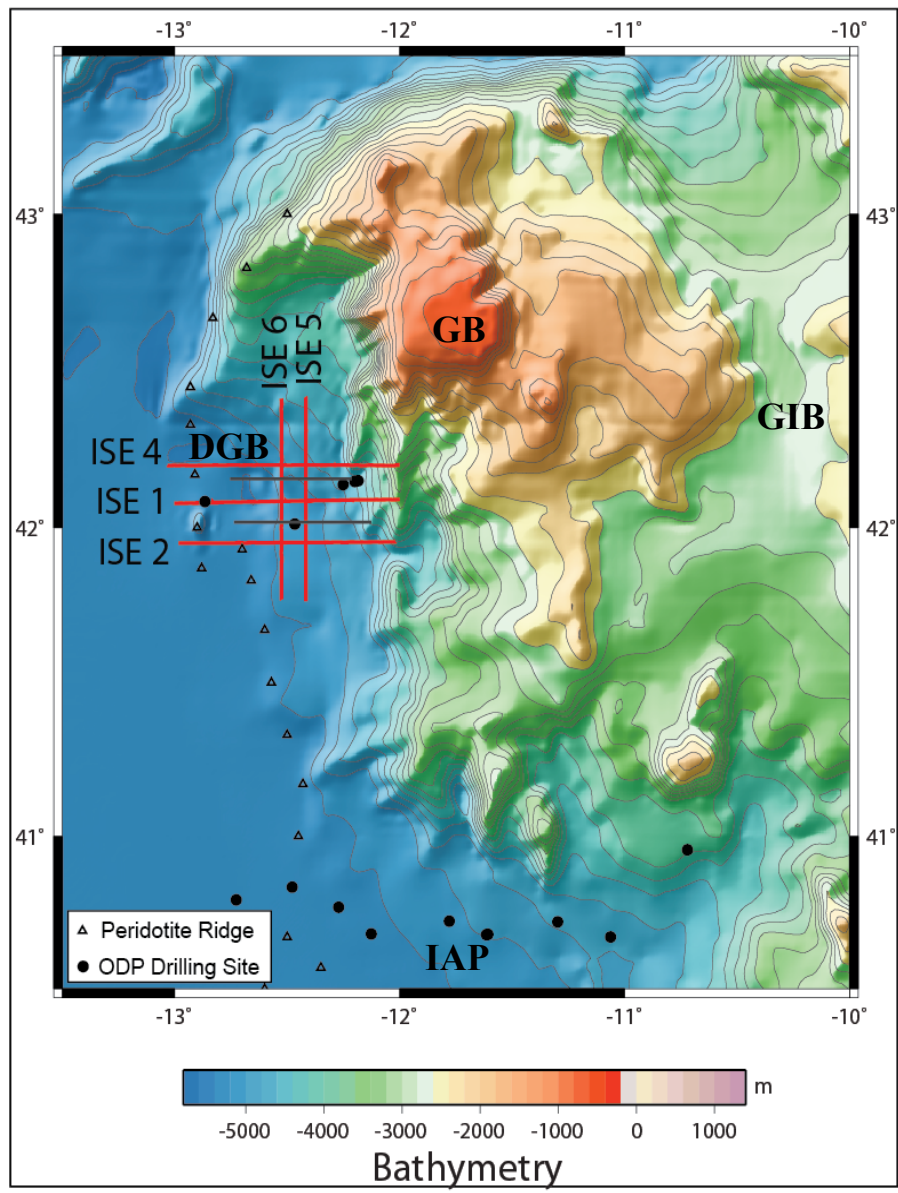 -13° -12° -11° -10°
43°
43°
ISE 6
ISE 5
GB
GIB
DGB
ISE 4
ISE 1
42°
42°
ISE 2
41°
41°
Peridotite Ridge
ODP Drilling Site
IAP
-13° -12° -11° -10°
m
-5000 -4000 -3000 -2000 -1000 0 1000
Bathymetry